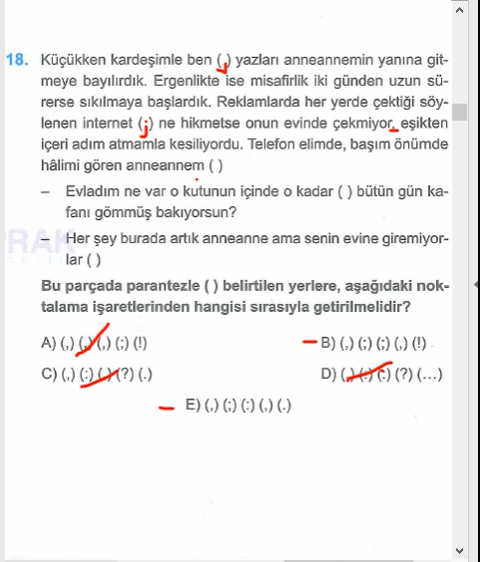 18. Küçükken kardeşimle ben (,) yazları anneannemin yanına git-
meye bayılırdık. Ergenlikte ise misafirlik iki günden uzun sü-
rerse sıkılmaya başlardık. Reklamlarda her yerde çektiği söy-
lenen internet (;) ne hikmetse onun evinde çekmiyor, eşikten
içeri adım atmamla kesiliyordu. Telefon elimde, başım önümde
hâlimi gören anneannem ( )
– Evladım ne var o kutunun içinde o kadar ( ) bütün gün ka-
fanı gömmüş bakıyorsun?
– Her şey burada artık anneanne ama senin evine giremiyor-
lar ( )
Bu parçada parantezle ( ) belirtilen yerlere, aşağıdaki nok-
talama işaretlerinden hangisi sırasıyla getirilmelidir?
A) (,) (,) (,) (:) (!) B) (,) (;) (;) (,) (!)
C) (,) (:) (,) (?) (.) D) (,) (:) (:) (?) (...)
E) (,) (;) (:) (,) (.)
RAK